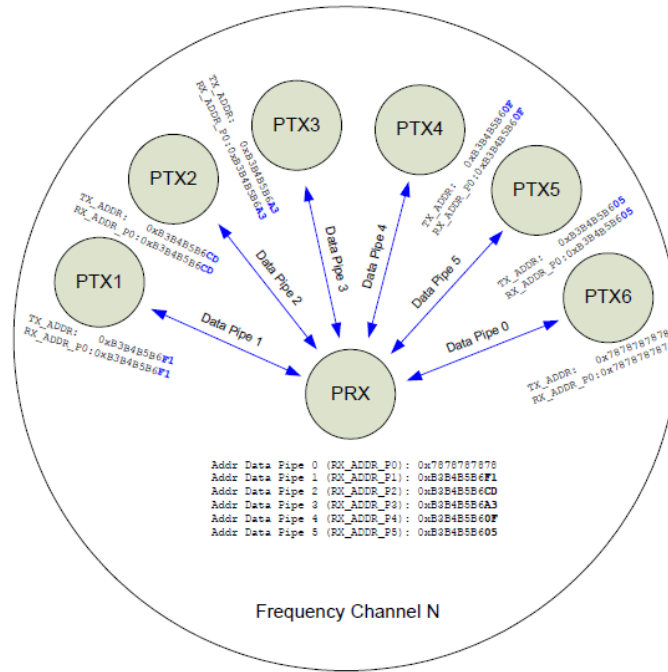 PTX1
TX_ADDR: 0xB3B4B5B6F1
RX_ADDR_P0:0xB3B4B5B6F1
Data Pipe 1
PTX2
TX_ADDR: 0xB3B4B5B6CD
RX_ADDR_P0:0xB3B4B5B6CD
Data Pipe 2
PTX3
TX_ADDR: 0xB3B4B5B6A3
RX_ADDR_P0:0xB3B4B5B6A3
Data Pipe 3
PTX4
TX_ADDR: 0xB3B4B5B60F
RX_ADDR_P0:0xB3B4B5B60F
Data Pipe 4
PTX5
TX_ADDR: 0xB3B4B5B605
RX_ADDR_P0:0xB3B4B5B605
Data Pipe 5
PTX6
TX_ADDR: 0x7878787878
RX_ADDR_P0:0x7878787878
Data Pipe 0
PRX
Addr Data Pipe 0 (RX_ADDR_P0): 0x7878787878
Addr Data Pipe 1 (RX_ADDR_P1): 0xB3B4B5B6F1
Addr Data Pipe 2 (RX_ADDR_P2): 0xB3B4B5B6CD
Addr Data Pipe 3 (RX_ADDR_P3): 0xB3B4B5B6A3
Addr Data Pipe 4 (RX_ADDR_P4): 0xB3B4B5B60F
Addr Data Pipe 5 (RX_ADDR_P5): 0xB3B4B5B605
Frequency Channel N